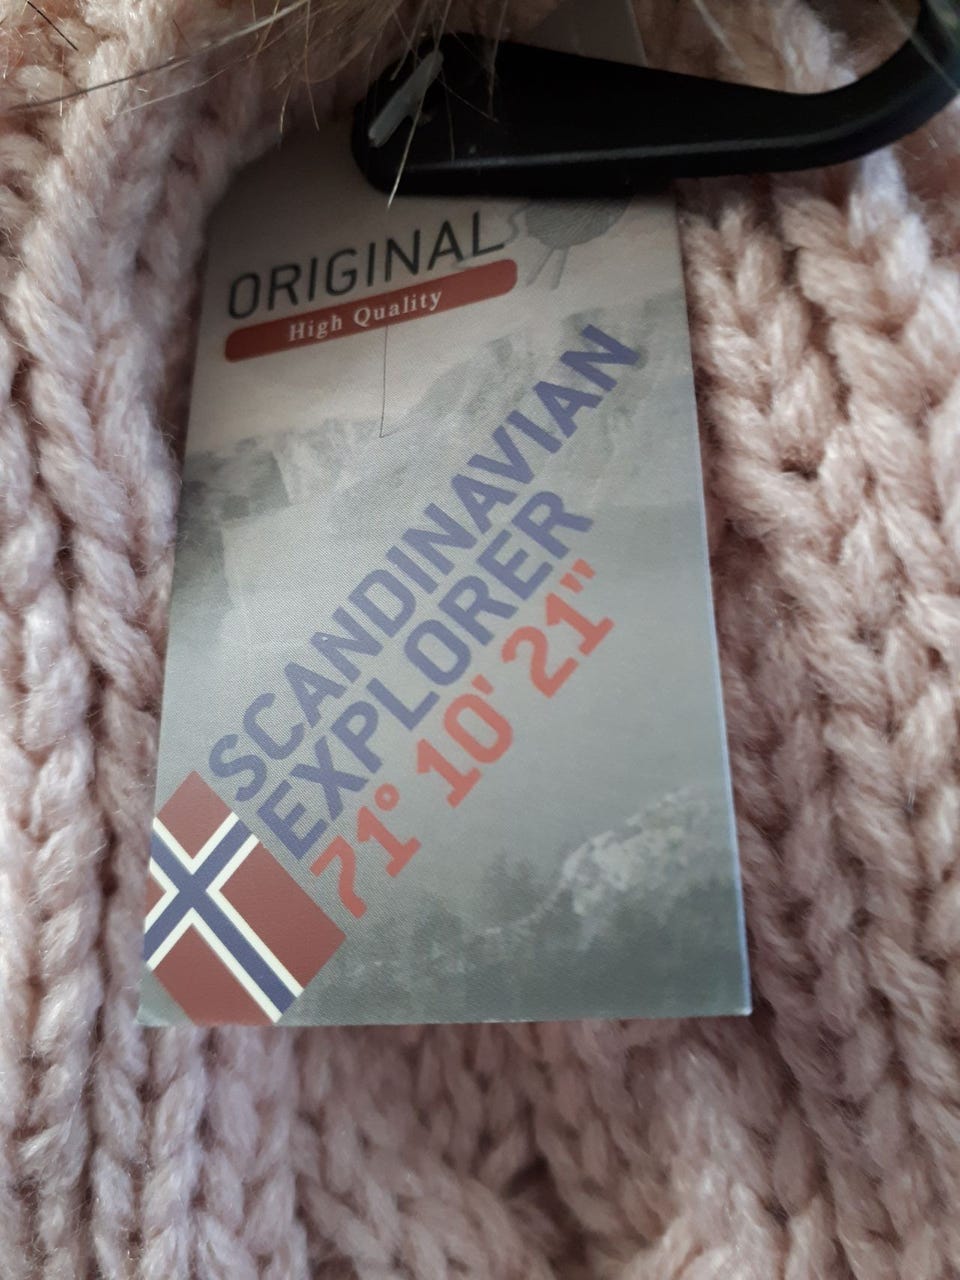 ORIGINAL
High Quality
SCANDINAVIAN
EXPLORER
71° 10' 21"